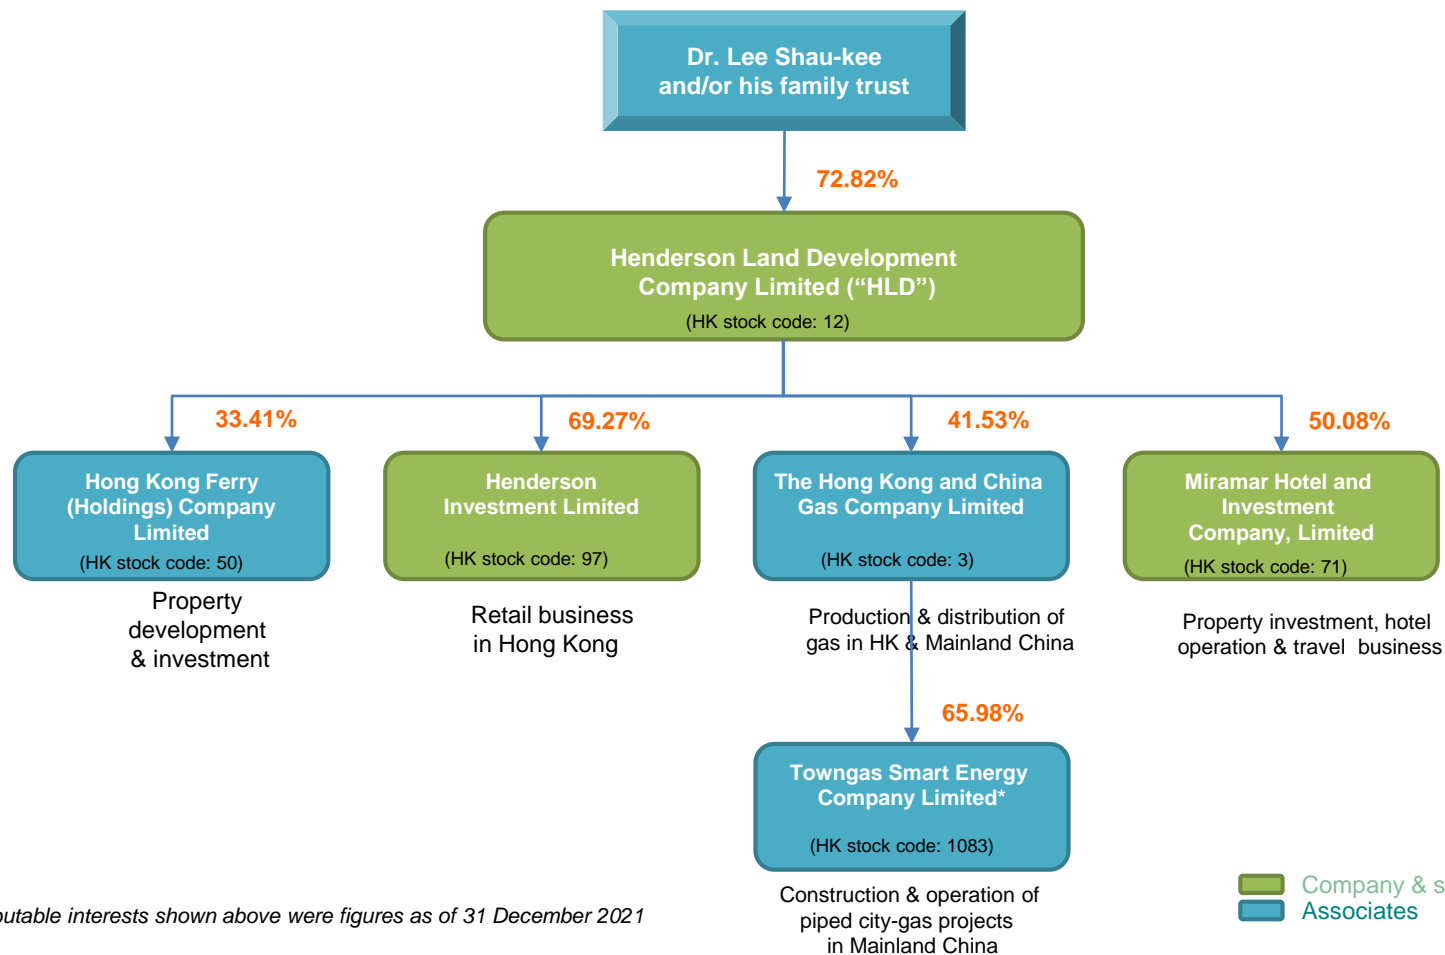 Dr. Lee Shau-kee
and/or his family trust
72.82%
Henderson Land Development
Company Limited (“HLD”)
(HK stock code: 12)
33.41%
69.27%
41.53%
50.08%
Hong Kong Ferry
(Holdings) Company
Limited
(HK stock code: 50)
Henderson
Investment Limited
(HK stock code: 97)
The Hong Kong and China
Gas Company Limited
(HK stock code: 3)
Miramar Hotel and
Investment
Company, Limited
(HK stock code: 71)
Property
development
& investment
Retail business
in Hong Kong
Production & distribution of
gas in HK & Mainland China
Property investment, hotel
operation & travel business
65.98%
Towngas Smart Energy
Company Limited*
(HK stock code: 1083)
Construction & operation of
piped city-gas projects
in Mainland China
interests shown above were figures as of 31 December 2021
Company &
Associates